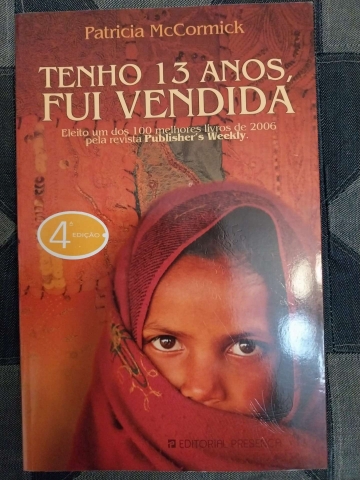 Patricia McCormick
TENHO 13 ANOS,
FUI VENDIDA
Eleito um dos 100 melhores livros de 2006
pela revista Publisher's Weekly.
4ª
EDIÇÃO
EDITORIAL PRESENÇA